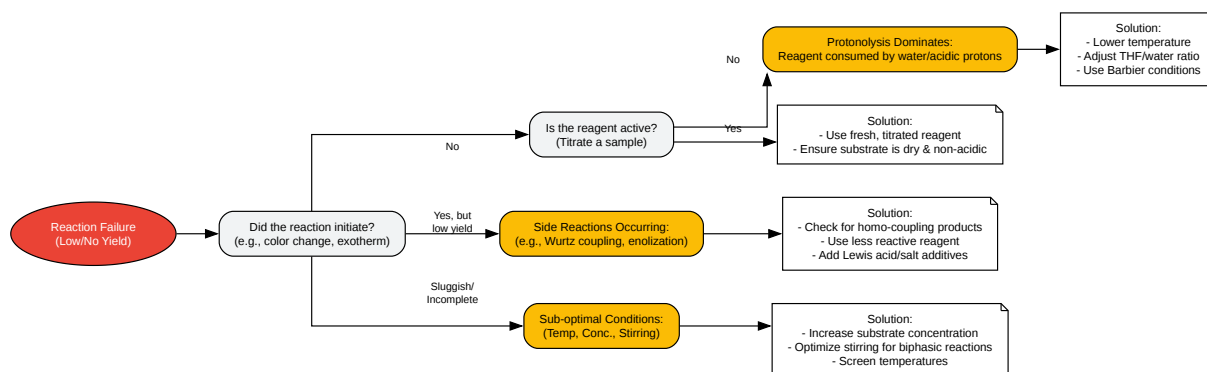 Protonolysis Dominates:
Reagent consumed by water/acidic protons
Solution:
- Lower temperature
- Adjust THF/water ratio
- Use Barbier conditions
No
Is the reagent active?
(Titrate a sample)
Yes
Solution:
- Use fresh, titrated reagent
- Ensure substrate is dry & non-acidic
No
Reaction Failure
(Low/No Yield)
Did the reaction initiate?
(e.g., color change, exotherm)
Yes, but
low yield
Side Reactions Occurring:
(e.g., Wurtz coupling, enolization)
Solution:
- Check for homo-coupling products
- Use less reactive reagent
- Add Lewis acid/salt additives
Sluggish/
Incomplete
Sub-optimal Conditions:
(Temp, Conc., Stirring)
Solution:
- Increase substrate concentration
- Optimize stirring for biphasic reactions
- Screen temperatures